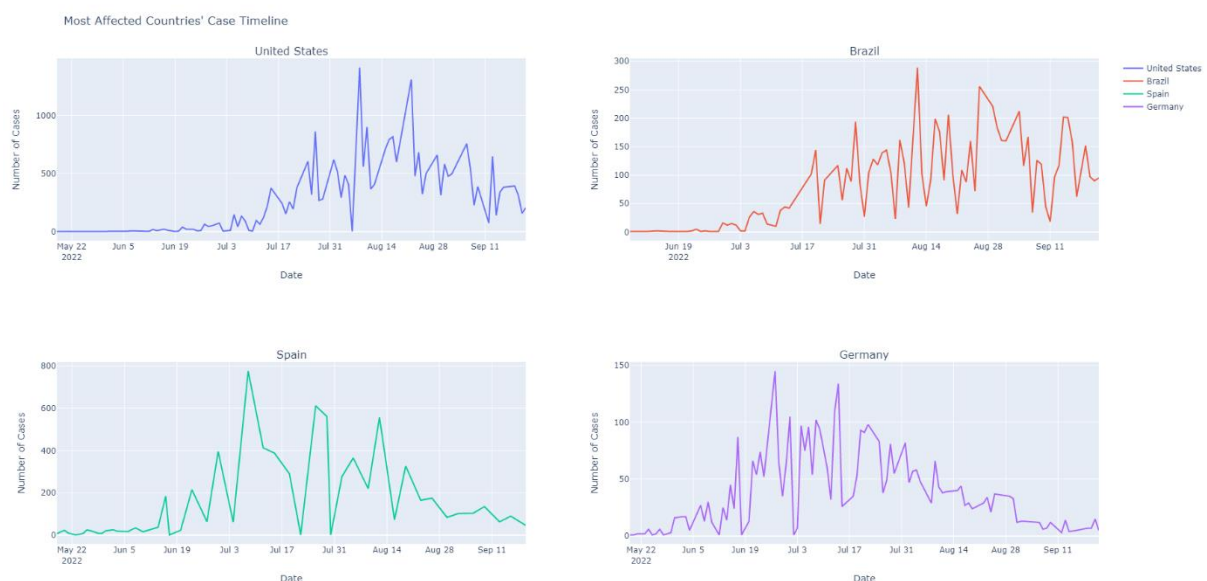 Most Affected Countries' Case Timeline
United States
Number of Cases
1000
500
0
May 22
2022
Jun 5
Jun 19
Jul 3
Jul 17
Jul 31
Aug 14
Aug 28
Sep 11
Date
Brazil
Number of Cases
300
250
200
150
100
50
0
Jun 19
2022
Jul 3
Jul 17
Jul 31
Aug 14
Aug 28
Sep 11
Date
United States
Brazil
Spain
Germany
Spain
Number of Cases
800
600
400
200
0
May 22
2022
Jun 5
Jun 19
Jul 3
Jul 17
Jul 31
Aug 14
Aug 28
Sep 11
Date
Germany
Number of Cases
150
100
50
0
May 22
2022
Jun 5
Jun 19
Jul 3
Jul 17
Jul 31
Aug 14
Aug 28
Sep 11
Date